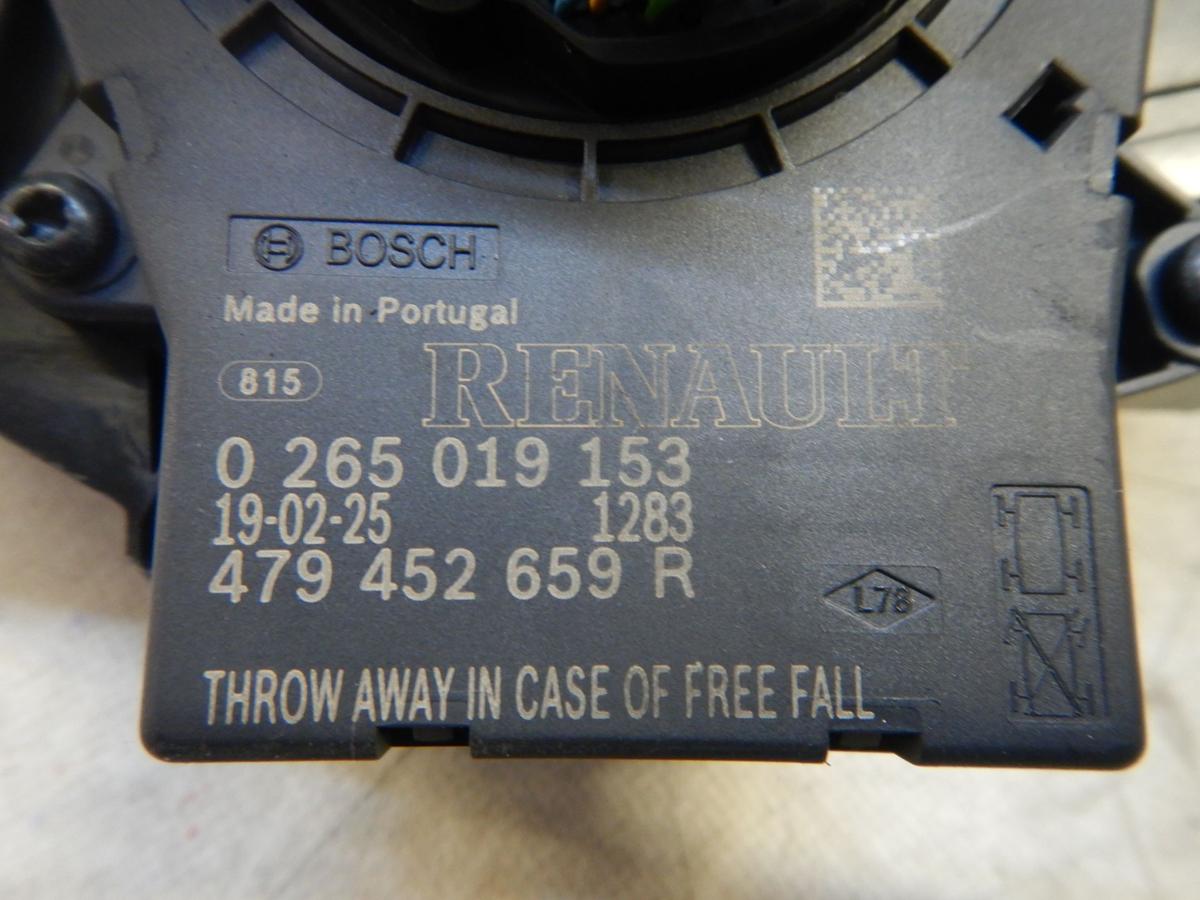 BOSCH
Made in Portugal
815
RENAULT
0 265 019 153
19-02-25 1283
479 452 659 R
L78
THROW AWAY IN CASE OF FREE FALL